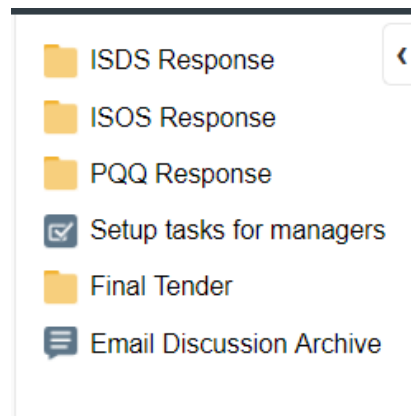 ISDS Response
ISOS Response
PQQ Response
Setup tasks for managers
Final Tender
Email Discussion Archive